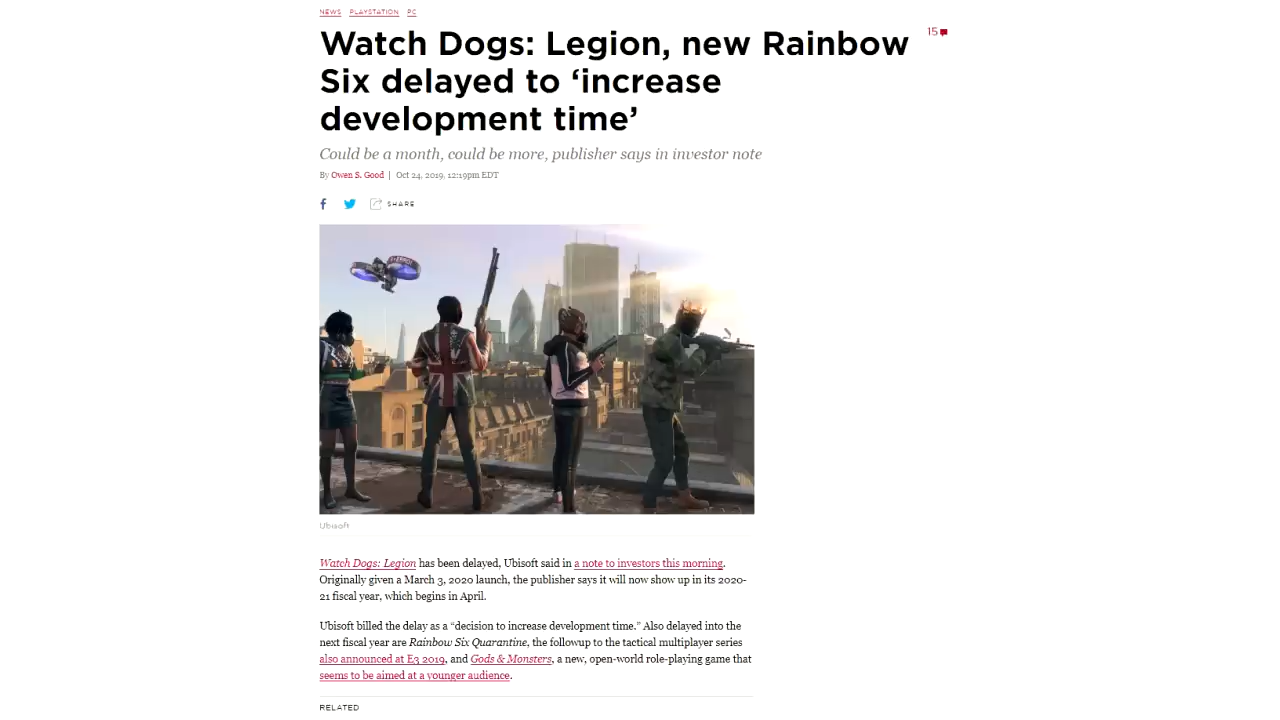 NEWS PLAYSTATION PC
Watch Dogs: Legion, new Rainbow
Six delayed to ‘increase
development time’
15
Could be a month, could be more, publisher says in investor note
By Owen S. Good | Oct 24, 2019, 12:19pm EDT
SHARE
Ubisoft
Watch Dogs: Legion has been delayed, Ubisoft said in a note to investors this morning.
Originally given a March 3, 2020 launch, the publisher says it will now show up in its 2020-
21 fiscal year, which begins in April.
Ubisoft billed the delay as a “decision to increase development time.” Also delayed into the
next fiscal year are Rainbow Six Quarantine, the followup to the tactical multiplayer series
also announced at E3 2019, and Gods & Monsters, a new, open-world role-playing game that
seems to be aimed at a younger audience.
RELATED